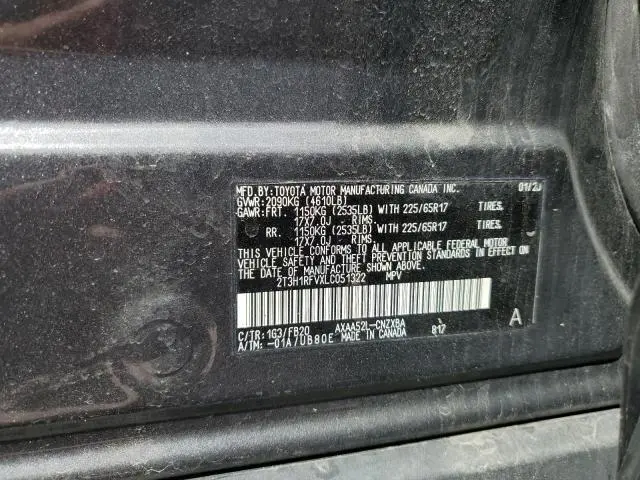 MFD. BY: TOYOTA MOTOR MANUFACTURING CANADA INC. 01/20
GVWR: 2090KG (4610LB)
GAWR: FRT. 1150KG (2535LB) WITH 225/65R17 TIRES,
17X7.0J - RIMS.
RR. 1150KG (2535LB) WITH 225/65R17 TIRES,
17X7.0J - RIMS.
THIS VEHICLE CONFORMS TO ALL APPLICABLE FEDERAL MOTOR
VEHICLE SAFETY AND THEFT PREVENTION STANDARDS IN EFFECT ON
THE DATE OF MANUFACTURE SHOWN ABOVE.
2T3H1RFVXLC051322 MPV
C/TR: 1G3/FB20 AXAA52L-CNZXBA 817 A
A/TM: -01A/UB80E MADE IN CANADA